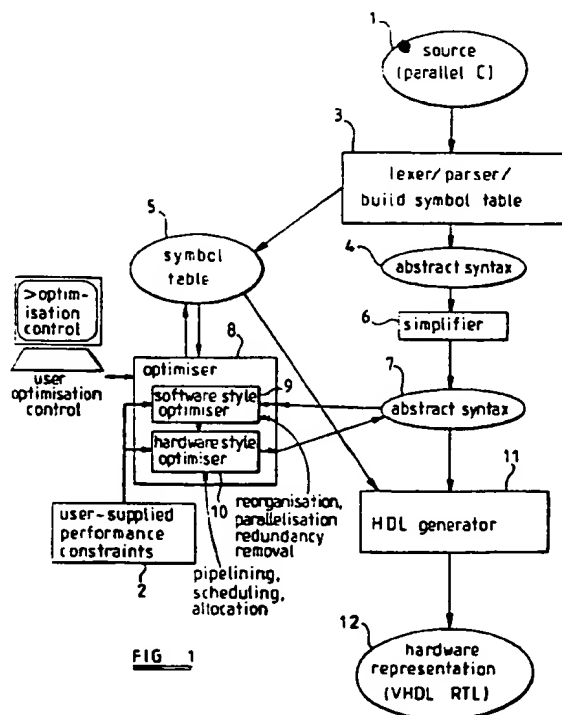 1
source
(parallel C)
3
lexer/parser/
build symbol table
5
symbol
table
4
abstract syntax
6
simplifier
>optim-
isation
control
user
optimisation
control
8
optimiser
software style
optimiser
9
7
abstract syntax
hardware style
optimiser
10
reorganisation,
parallelisation
redundancy
removal
11
HDL generator
user-supplied
performance
constraints
2
pipelining,
scheduling,
allocation
12
hardware
representation
(VHDL RTL)
FIG 1